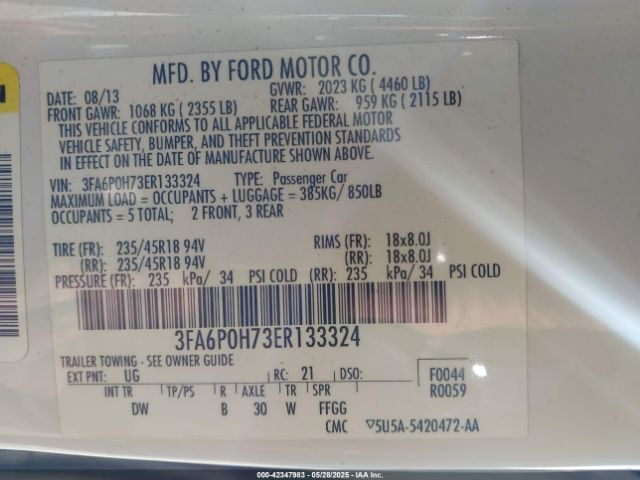 MFD. BY FORD MOTOR CO.
DATE: 08/13 GVWR: 2023 KG ( 4460 LB)
FRONT GAWR: 1068 KG ( 2355 LB) REAR GAWR: 959 KG ( 2115 LB)
THIS VEHICLE CONFORMS TO ALL APPLICABLE FEDERAL MOTOR
VEHICLE SAFETY, BUMPER, AND THEFT PREVENTION STANDARDS
IN EFFECT ON THE DATE OF MANUFACTURE SHOWN ABOVE.
VIN: 3FA6P0H73ER133324 TYPE: Passenger Car
MAXIMUM LOAD = OCCUPANTS + LUGGAGE = 385KG/ 850LB
OCCUPANTS = 5 TOTAL; 2 FRONT, 3 REAR
TIRE (FR): 235/45R18 94V RIMS (FR): 18x8.0J
(RR): 235/45R18 94V (RR): 18x8.0J
PRESSURE (FR): 235 kPa/ 34 PSI COLD (RR): 235 kPa/ 34 PSI COLD
3FA6P0H73ER133324
TRAILER TOWING - SEE OWNER GUIDE
EXT PNT: UG RC: 21 DSO: F0044
INT TR TP/PS R AXLE TR SPR R0059
DW B 30 W FFGG
CMC 5U5A-5420472-AA
000-42347983 - 05/28/2025 - IAA Inc.